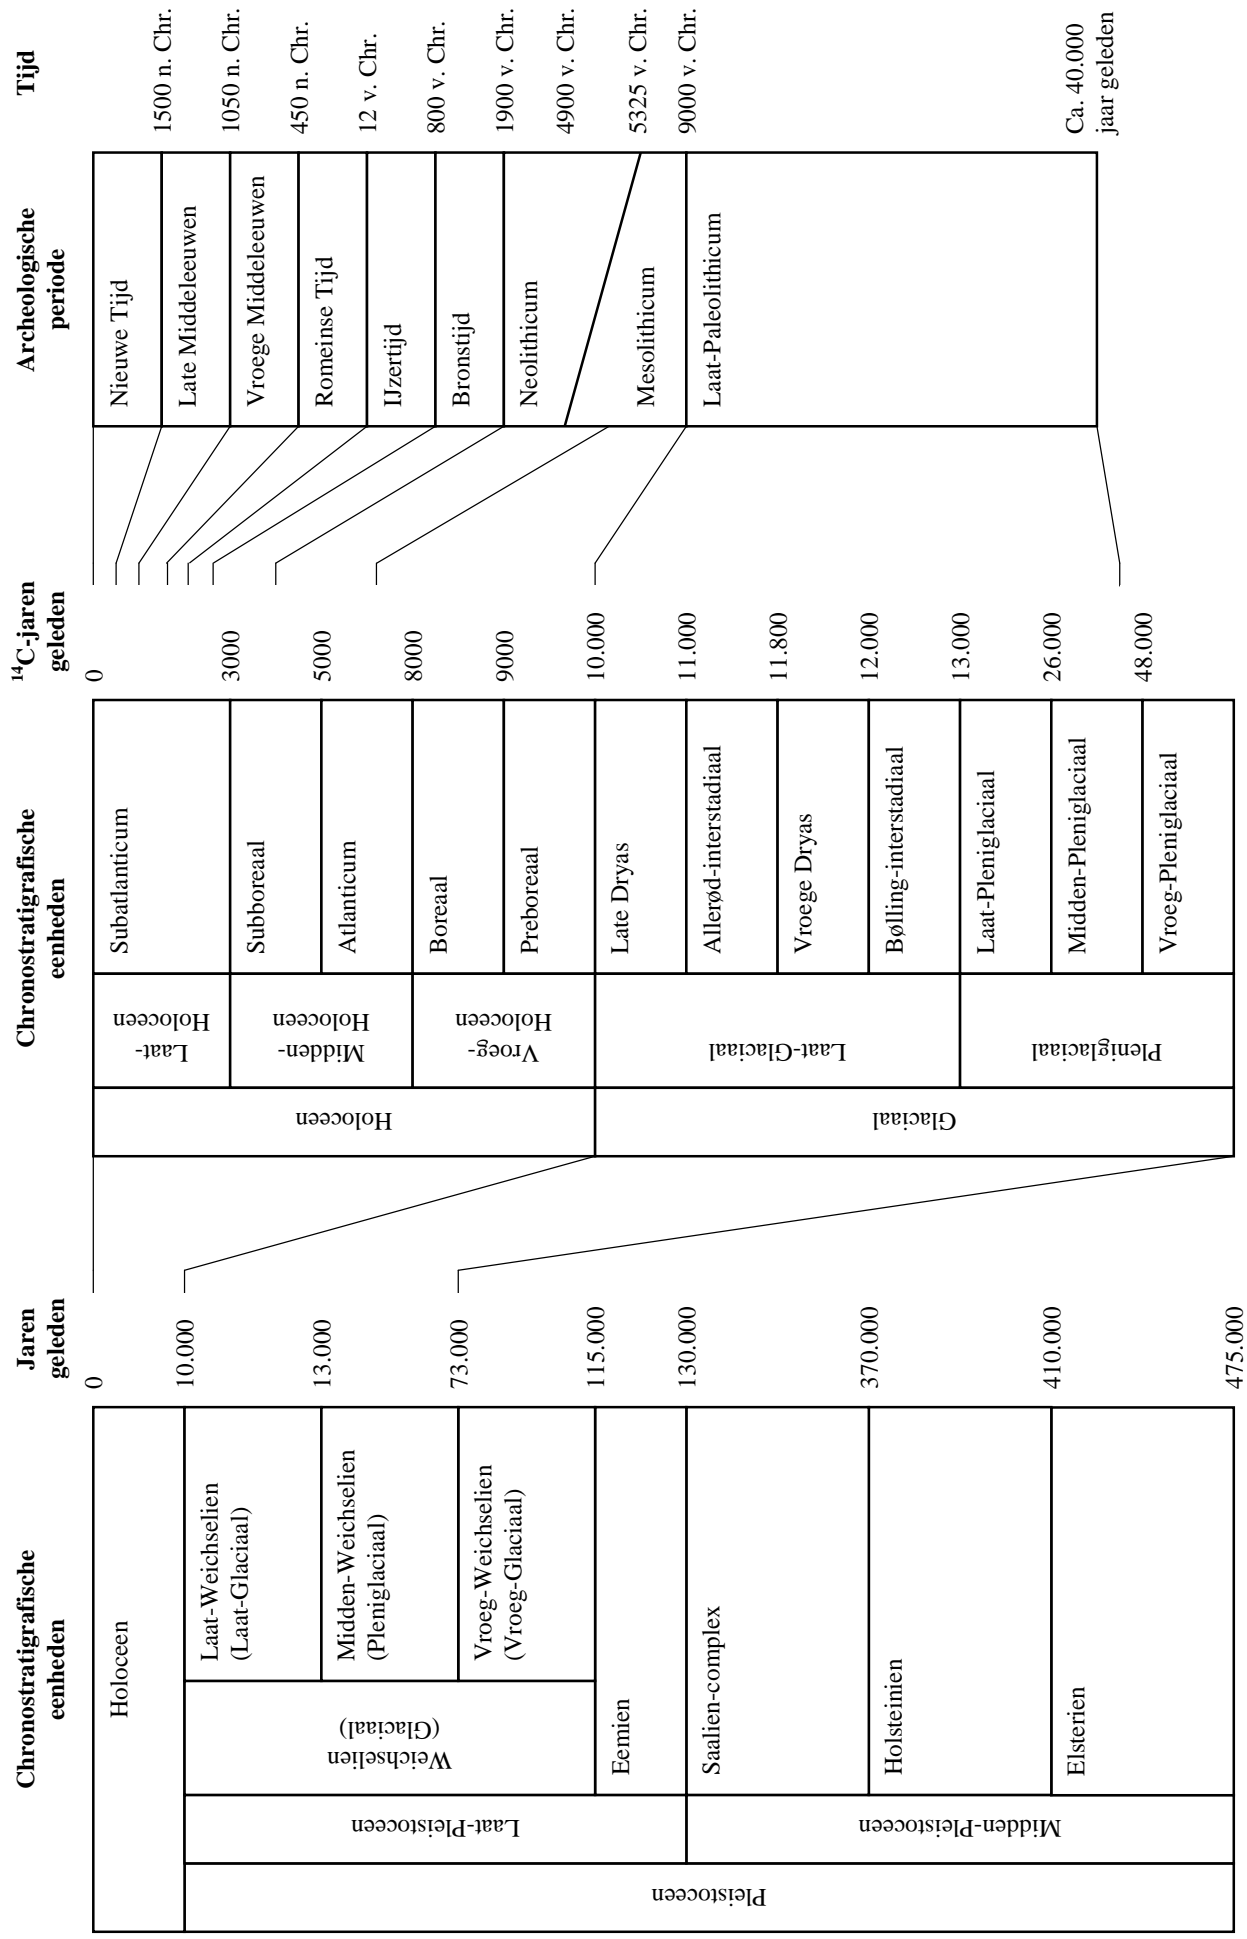 Chronostratigrafische
eenheden
Jaren
geleden
Chronostratigrafische
eenheden
¹⁴C-jaren
geleden
Archeologische
periode
Tijd
Pleistoceen
Laat-Pleistoceen
Midden-Pleistoceen
Weichselien
(Glaciaal)
Holoceen
Laat-Weichselien
(Laat-Glaciaal)
Midden-Weichselien
(Pleniglaciaal)
Vroeg-Weichselien
(Vroeg-Glaciaal)
Eemien
Saalien-complex
Holsteinien
Elsterien
0
10.000
13.000
73.000
115.000
130.000
370.000
410.000
475.000
Holoceen
Glaciaal
Laat-
Holoceen
Midden-
Holoceen
Vroeg-
Holoceen
Laat-Glaciaal
Pleniglaciaal
Subatlanticum
Subboreaal
Atlanticum
Boreaal
Preboreaal
Late Dryas
Allerød-interstadiaal
Vroege Dryas
Bølling-interstadiaal
Laat-Pleniglaciaal
Midden-Pleniglaciaal
Vroeg-Pleniglaciaal
0
3000
5000
8000
9000
10.000
11.000
11.800
12.000
13.000
26.000
48.000
Nieuwe Tijd
Late Middeleeuwen
Vroege Middeleeuwen
Romeinse Tijd
IJzertijd
Bronstijd
Neolithicum
Mesolithicum
Laat-Paleolithicum
1500 n. Chr.
1050 n. Chr.
450 n. Chr.
12 v. Chr.
800 v. Chr.
1900 v. Chr.
4900 v. Chr.
5325 v. Chr.
9000 v. Chr.
Ca. 40.000
jaar geleden